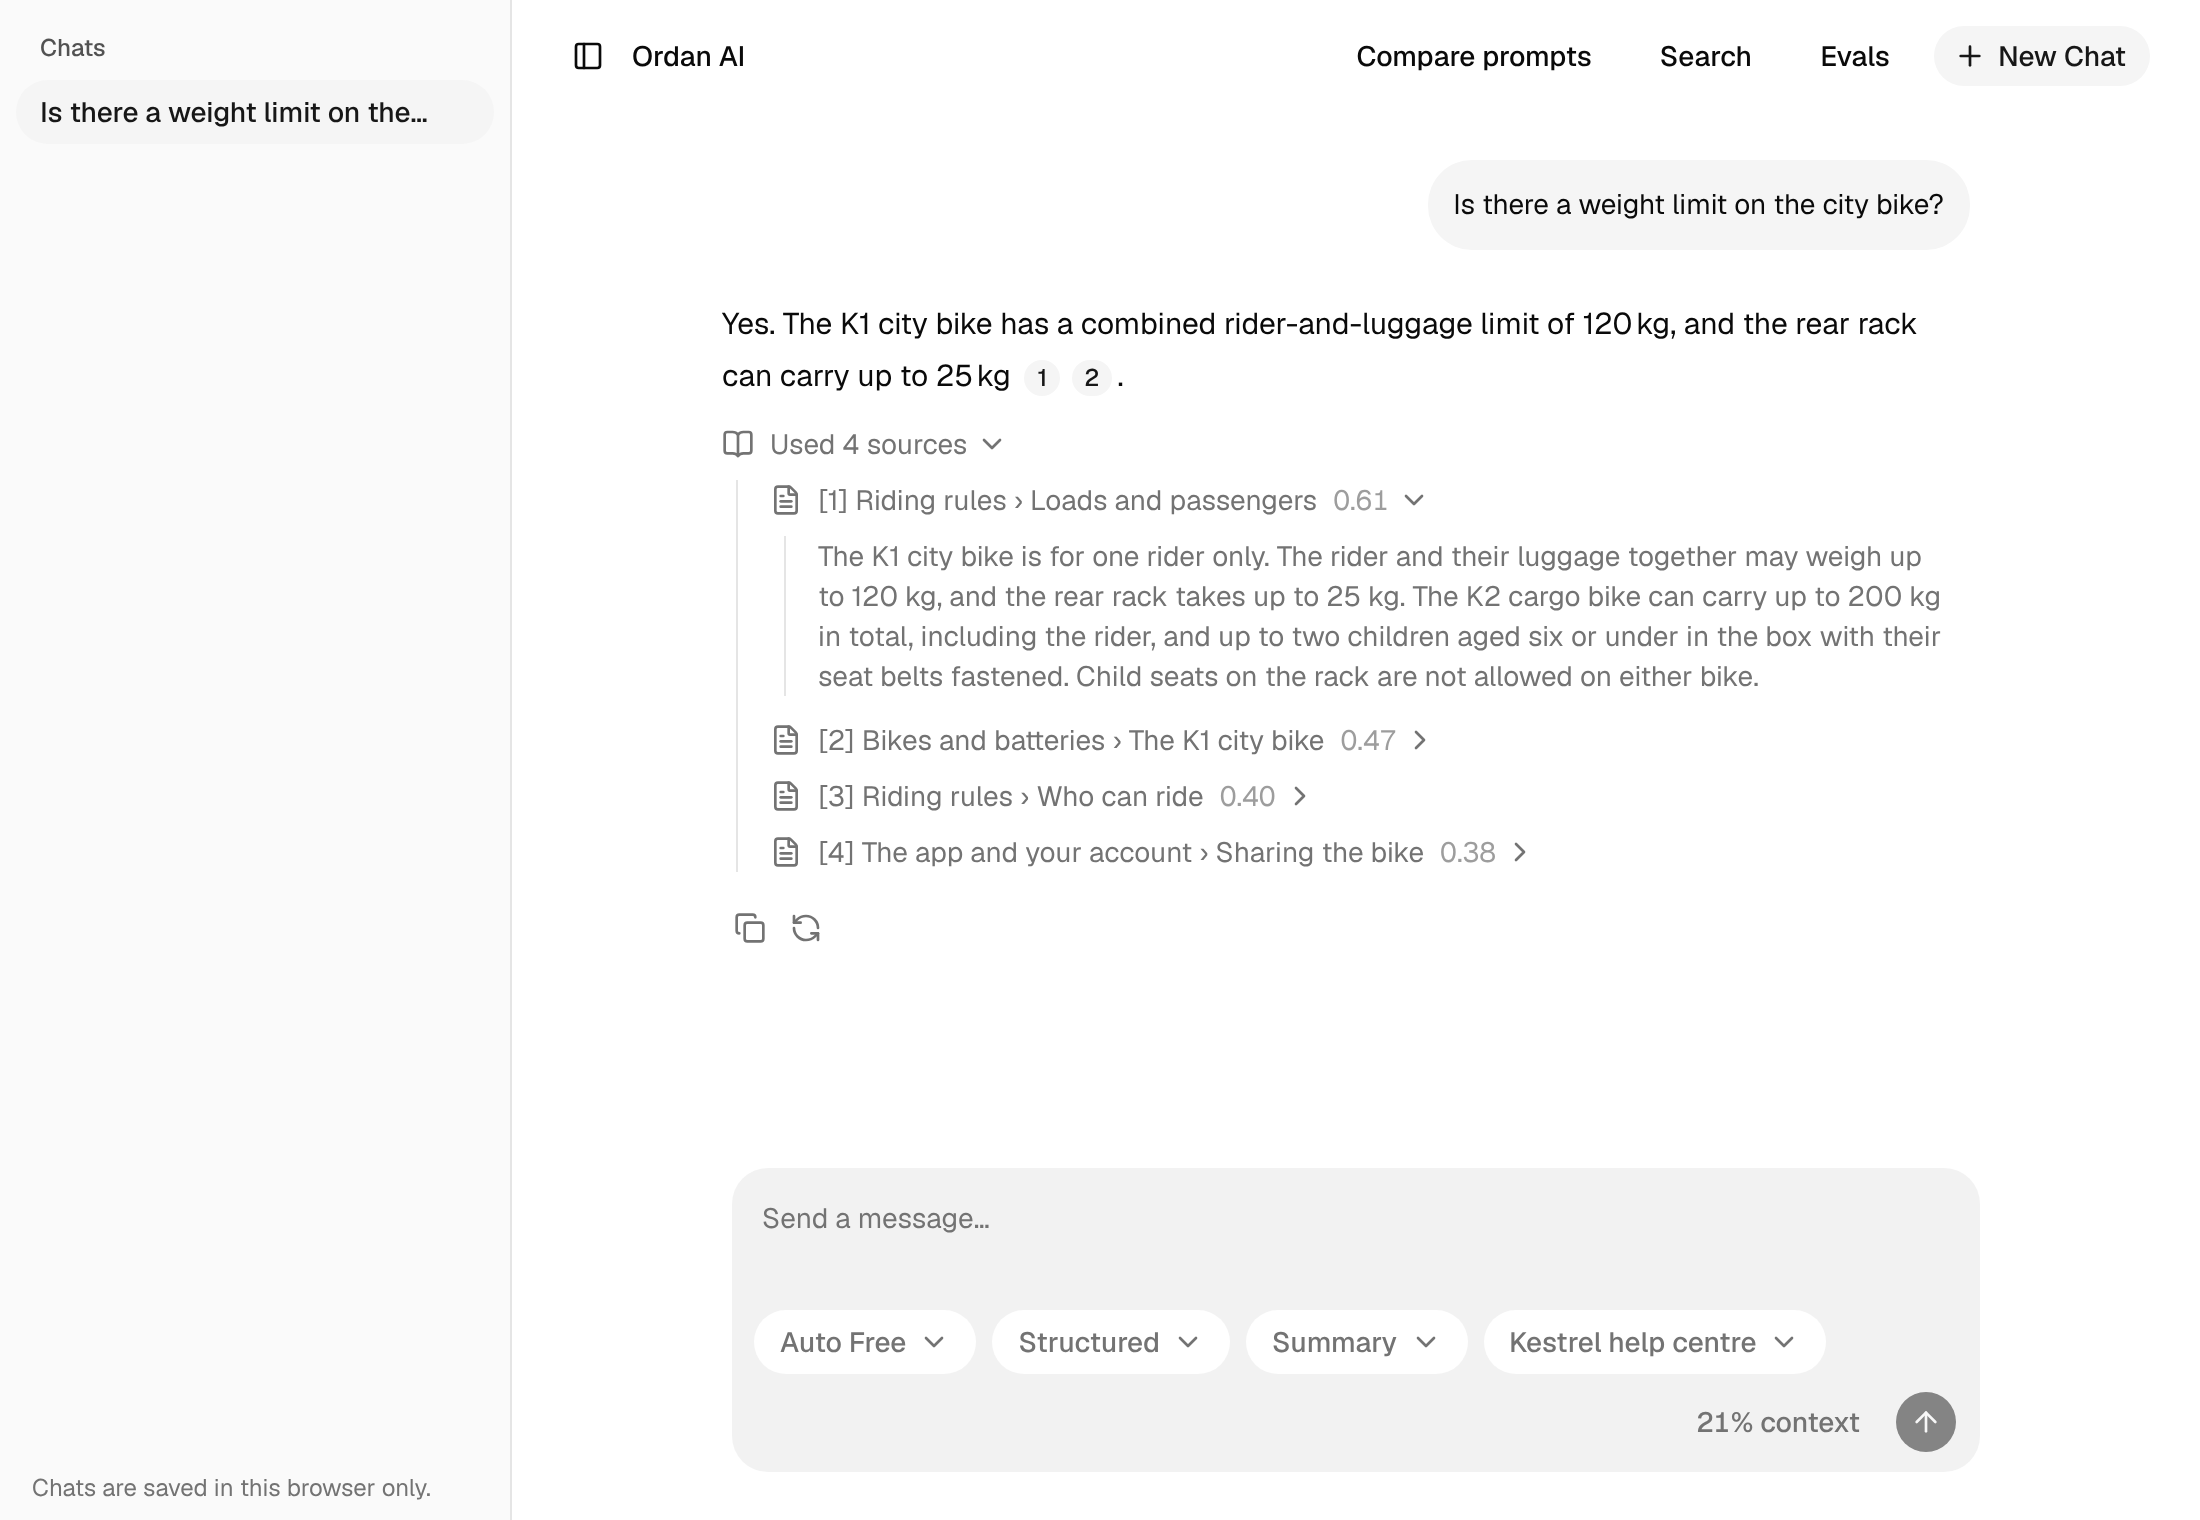 Chats
Is there a weight limit on the...
Ordan AI
Compare prompts
Search
Evals
New Chat
Is there a weight limit on the city bike?
Yes. The K1 city bike has a combined rider-and-luggage limit of 120 kg, and the rear rack
can carry up to 25 kg 1 2 .
Used 4 sources
[1] Riding rules › Loads and passengers 0.61
The K1 city bike is for one rider only. The rider and their luggage together may weigh up
to 120 kg, and the rear rack takes up to 25 kg. The K2 cargo bike can carry up to 200 kg
in total, including the rider, and up to two children aged six or under in the box with their
seat belts fastened. Child seats on the rack are not allowed on either bike.
[2] Bikes and batteries › The K1 city bike 0.47
[3] Riding rules › Who can ride 0.40
[4] The app and your account › Sharing the bike 0.38
Send a message...
Auto Free
Structured
Summary
Kestrel help centre
21% context
Chats are saved in this browser only.